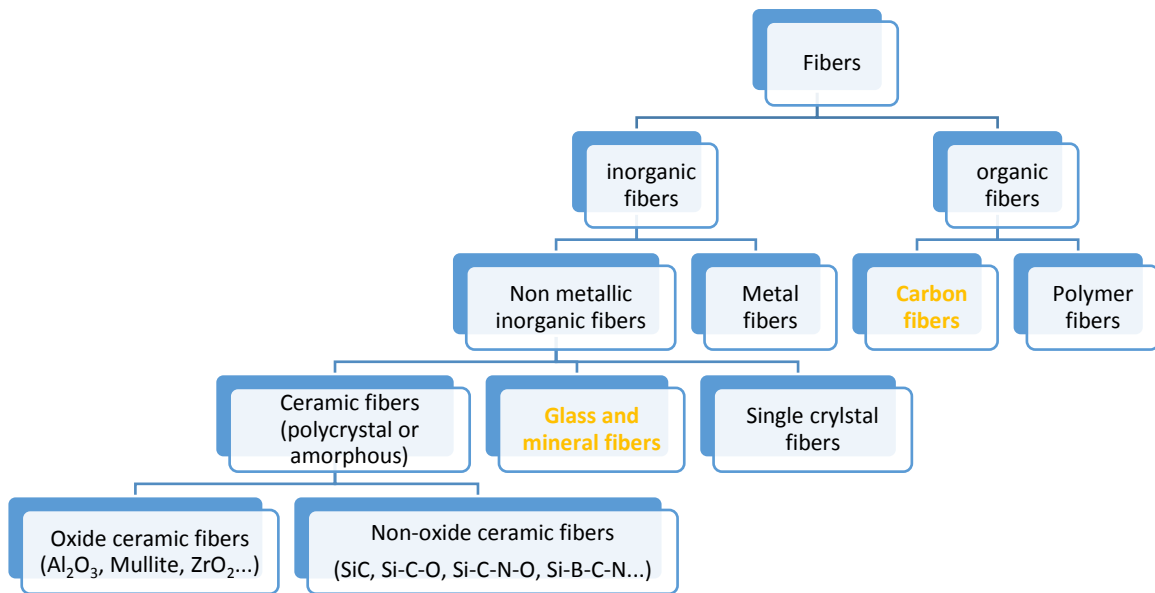 Fibers
inorganic
fibers
organic
fibers
Non metallic
inorganic fibers
Metal
fibers
Carbon
fibers
Polymer
fibers
Ceramic fibers
(polycrystal or
amorphous)
Glass and
mineral fibers
Single crylstal
fibers
Oxide ceramic fibers
(Al₂O₃, Mullite, ZrO₂...)
Non-oxide ceramic fibers
(SiC, Si-C-O, Si-C-N-O, Si-B-C-N...)